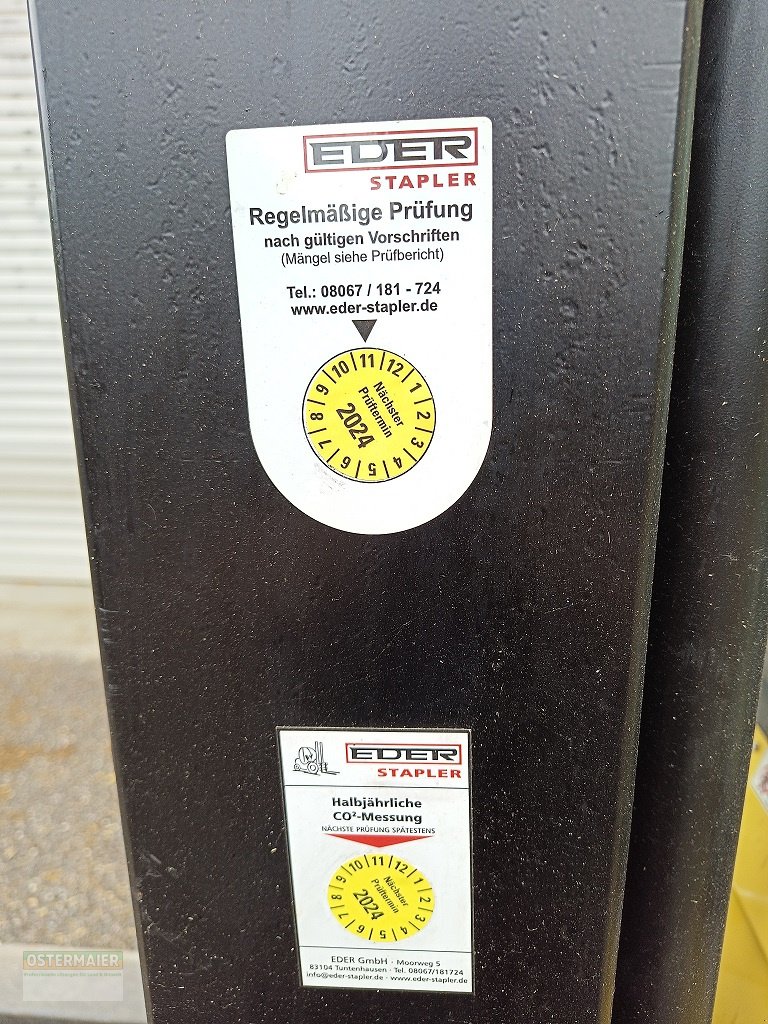 EDER
STAPLER
Regelmäßige Prüfung
nach gültigen Vorschriften
(Mängel siehe Prüfbericht)
Tel.: 08067 / 181 - 724
www.eder-stapler.de
1 2 3 4 5 6 7 8 9 10 11 12
Nächster
Prüftermin
2024
EDER
STAPLER
Halbjährliche
CO²-Messung
NÄCHSTE PRÜFUNG SPÄTESTENS
1 2 3 4 5 6 7 8 9 10 11 12
Nächster
Prüftermin
2024
EDER GmbH · Moorweg 5
83104 Tuntenhausen · Tel. 08067/181724
info@eder-stapler.de · www.eder-stapler.de
OSTERMAIER